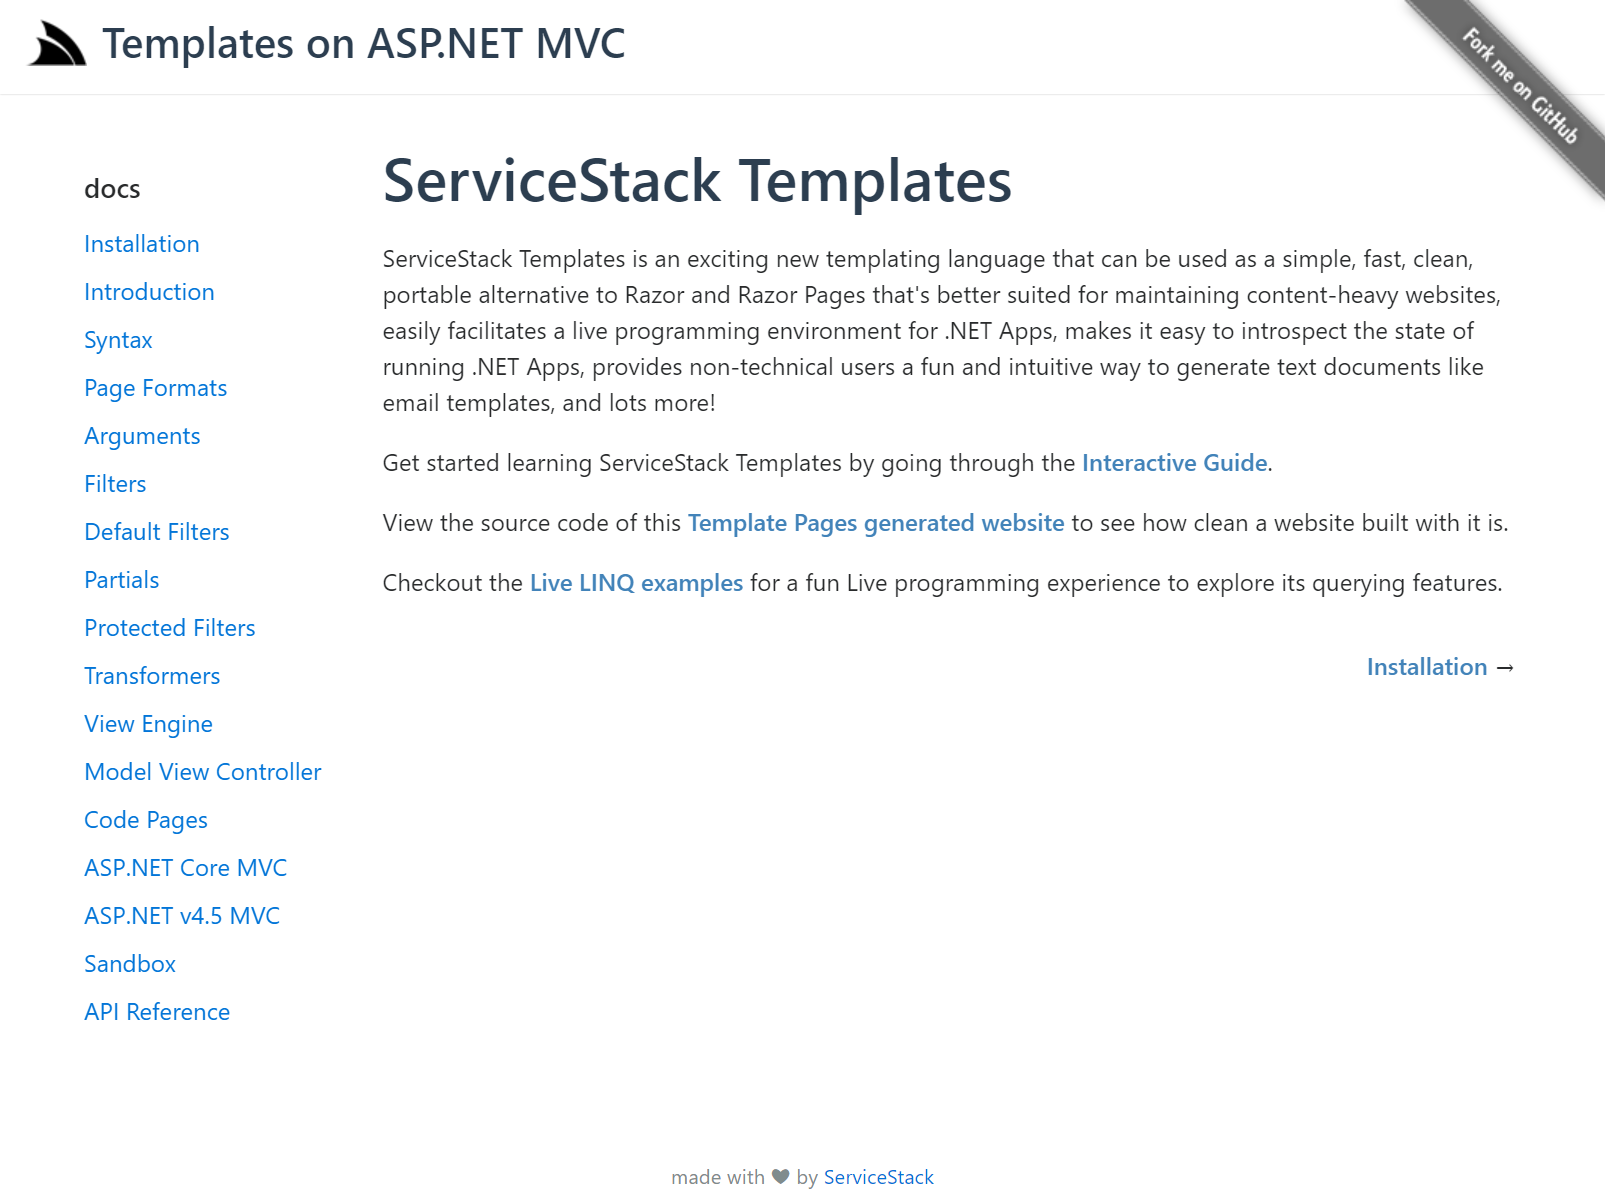 Templates on ASP.NET MVC
Fork me on GitHub
docs
Installation
Introduction
Syntax
Page Formats
Arguments
Filters
Default Filters
Partials
Protected Filters
Transformers
View Engine
Model View Controller
Code Pages
ASP.NET Core MVC
ASP.NET v4.5 MVC
Sandbox
API Reference
ServiceStack Templates
ServiceStack Templates is an exciting new templating language that can be used as a simple, fast, clean,
portable alternative to Razor and Razor Pages that's better suited for maintaining content-heavy websites,
easily facilitates a live programming environment for .NET Apps, makes it easy to introspect the state of
running .NET Apps, provides non-technical users a fun and intuitive way to generate text documents like
email templates, and lots more!
Get started learning ServiceStack Templates by going through the Interactive Guide.
View the source code of this Template Pages generated website to see how clean a website built with it is.
Checkout the Live LINQ examples for a fun Live programming experience to explore its querying features.
Installation →
made with ♥ by ServiceStack